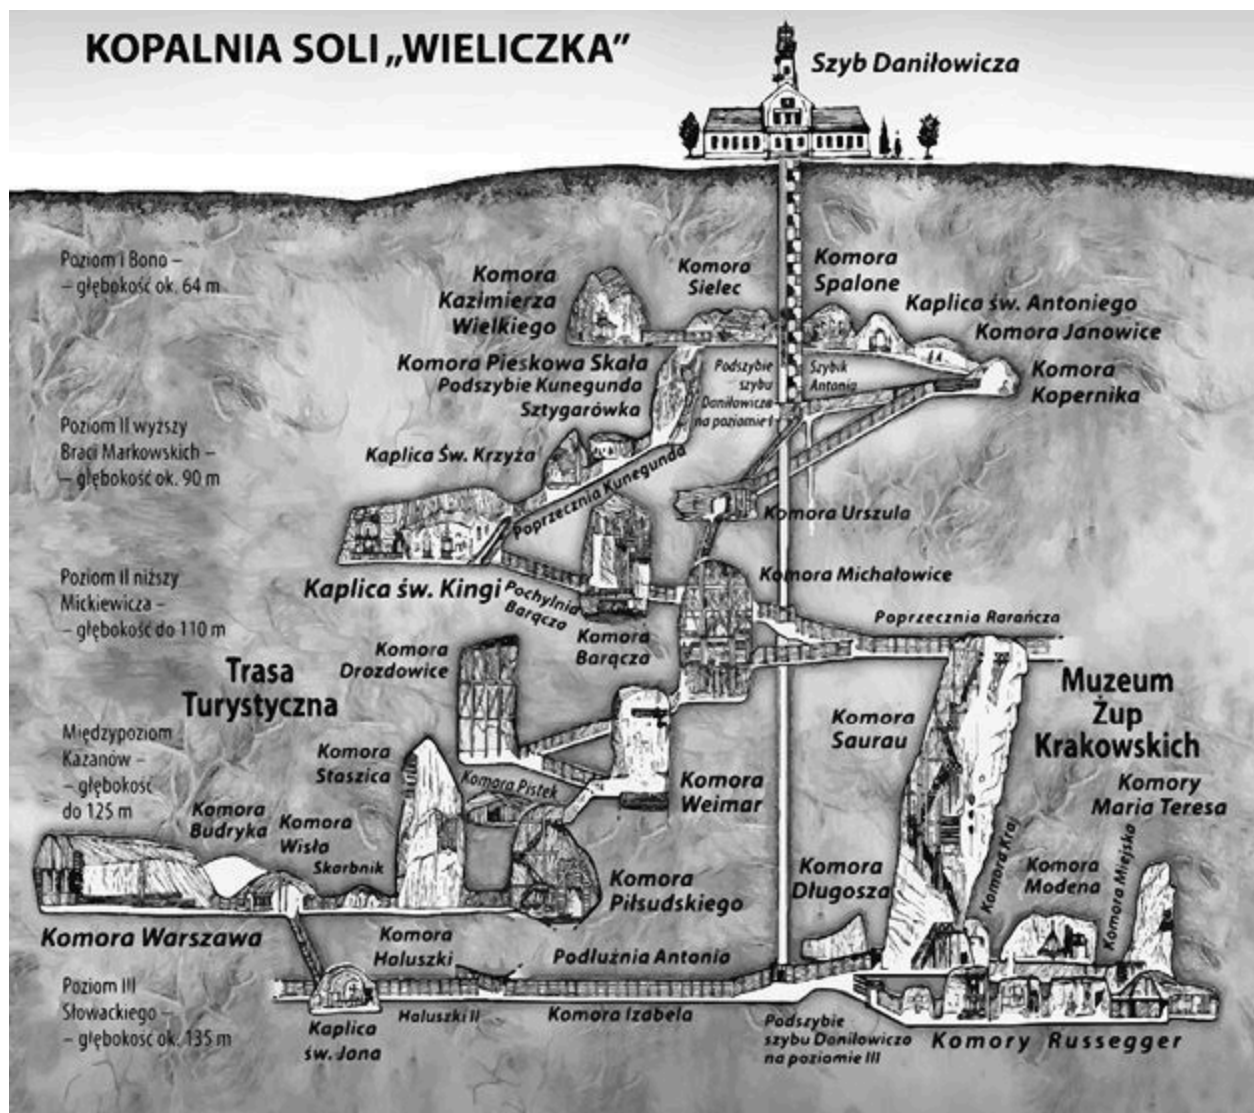 KOPALNIA SOLI „WIELICZKA”
Szyb Daniłowicza
Poziom I Bono –
– głębokość ok. 64 m
Komora
Kazimierza
Wielkiego
Komora
Sielec
Komora
Spalone
Kaplica św. Antoniego
Komora Janowice
Komora
Kopernika
Komora Pieskowa Skała
Podszybie Kunegunda
Sztygarówka
Podszybie
szybu
Daniłowicza
na poziomie I
Szybik
Antonia
Poziom II wyższy
Braci Markowskich –
– głębokość ok. 90 m
Kaplica Św. Krzyża
Poprzecznia Kunegunda
Komora Urszula
Poziom II niższy
Mickiewicza –
– głębokość do 110 m
Kaplica św. Kingi
Pochylnia
Barącza
Komora
Barącza
Komora Michałowice
Poprzecznia Rarańcza
Komora
Drozdowice
Trasa
Turystyczna
Muzeum
Żup
Krakowskich
Komora
Saurau
Międzypoziom
Kazanów –
– głębokość
do 125 m
Komora
Staszica
Komora Pistek
Komora
Weimar
Komory
Maria Teresa
Komora
Budryka
Komora
Wisła
Skarbnik
Komora
Piłsudskiego
Komora
Długosza
Komora Kraj
Komora
Modena
Komora Miejska
Komora Warszawa
Komora
Haluszki
Podłużnia Antonia
Poziom III
Słowackiego –
– głębokość ok. 135 m
Kaplica
św. Jana
Haluszki II
Komora Izabela
Podszybie
szybu Daniłowicza
na poziomie III
Komory Russegger